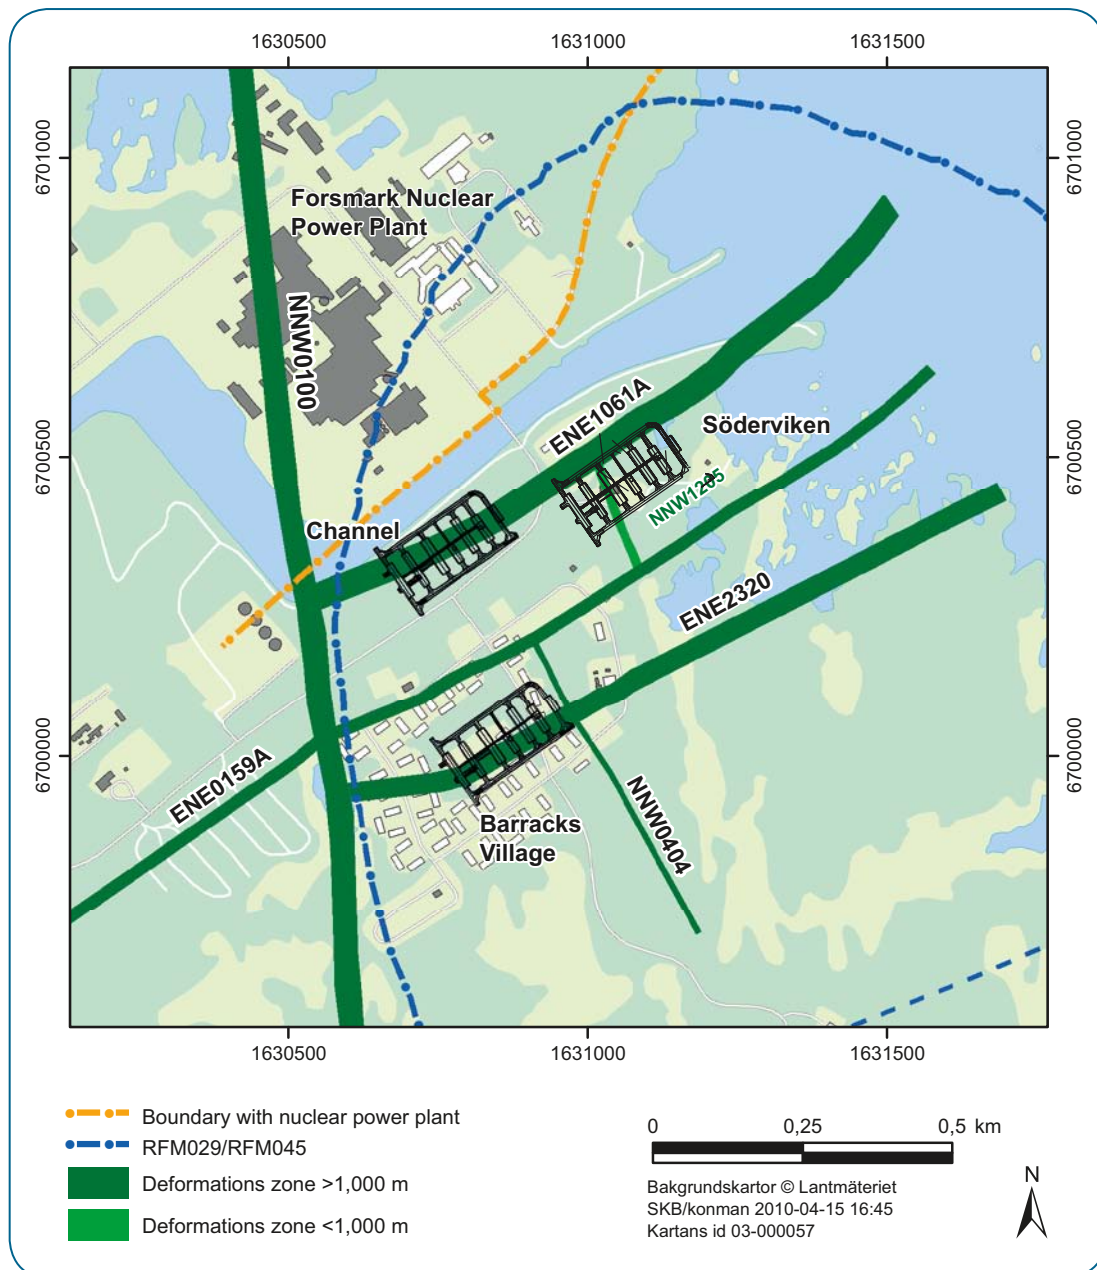 1630500
1631000
1631500
6701000
6701000
Forsmark Nuclear
Power Plant
NNW0100
ENE1061A
Söderviken
6700500
6700500
NNW1205
Channel
ENE2320
6700000
6700000
ENE0159A
NNW0404
Barracks
Village
1630500
1631000
1631500
Boundary with nuclear power plant
RFM029/RFM045
Deformations zone >1,000 m
Deformations zone <1,000 m
0 0,25 0,5 km
Bakgrundskartor © Lantmäteriet
SKB/konman 2010-04-15 16:45
Kartans id 03-000057
N